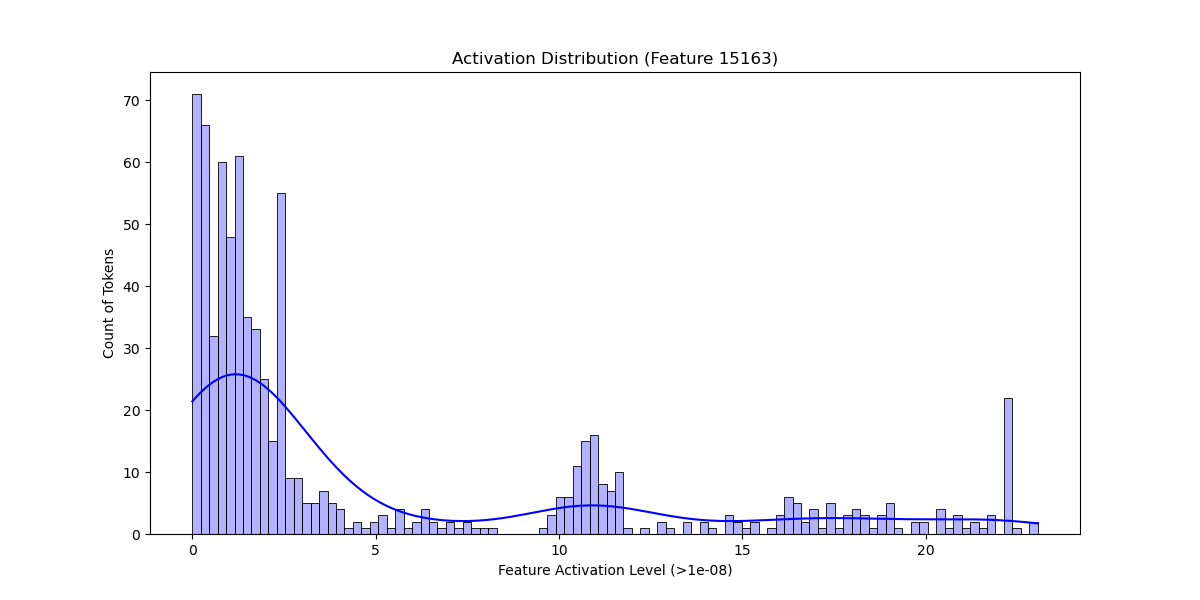 Activation Distribution (Feature 15163)
70
60
50
40
30
20
10
0
Count of Tokens
0 5 10 15 20
Feature Activation Level (>1e-08)